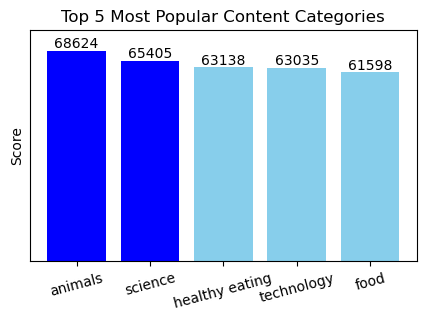 Top 5 Most Popular Content Categories
68624
65405
63138
63035
61598
Score
animals
science
healthy eating
technology
food